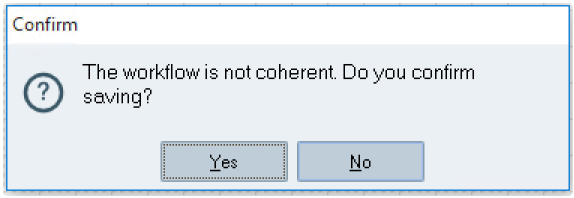 Confirm
The workflow is not coherent. Do you confirm
saving?
?
Yes
No